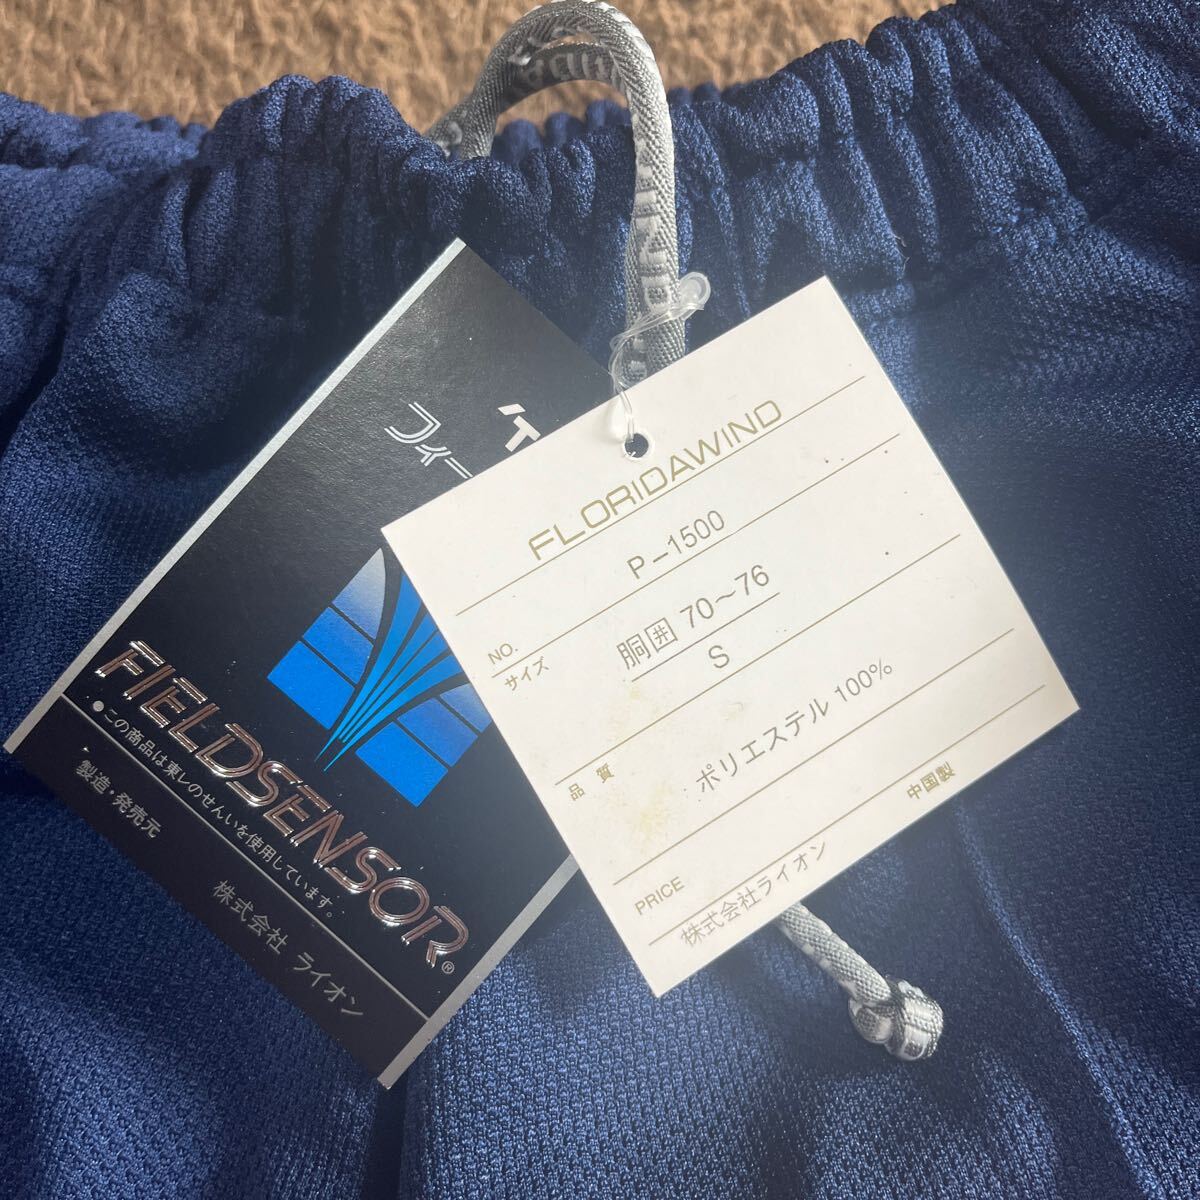 フィー
FIELDSENSOR®
●この商品は東レのせんいを使用しています。
製造・発売元
株式会社 ライオン
FLORIDAWIND
NO. P-1500
サイズ 胴囲 70～76
S
品質 ポリエステル 100%
中国製
PRICE
株式会社ライオン